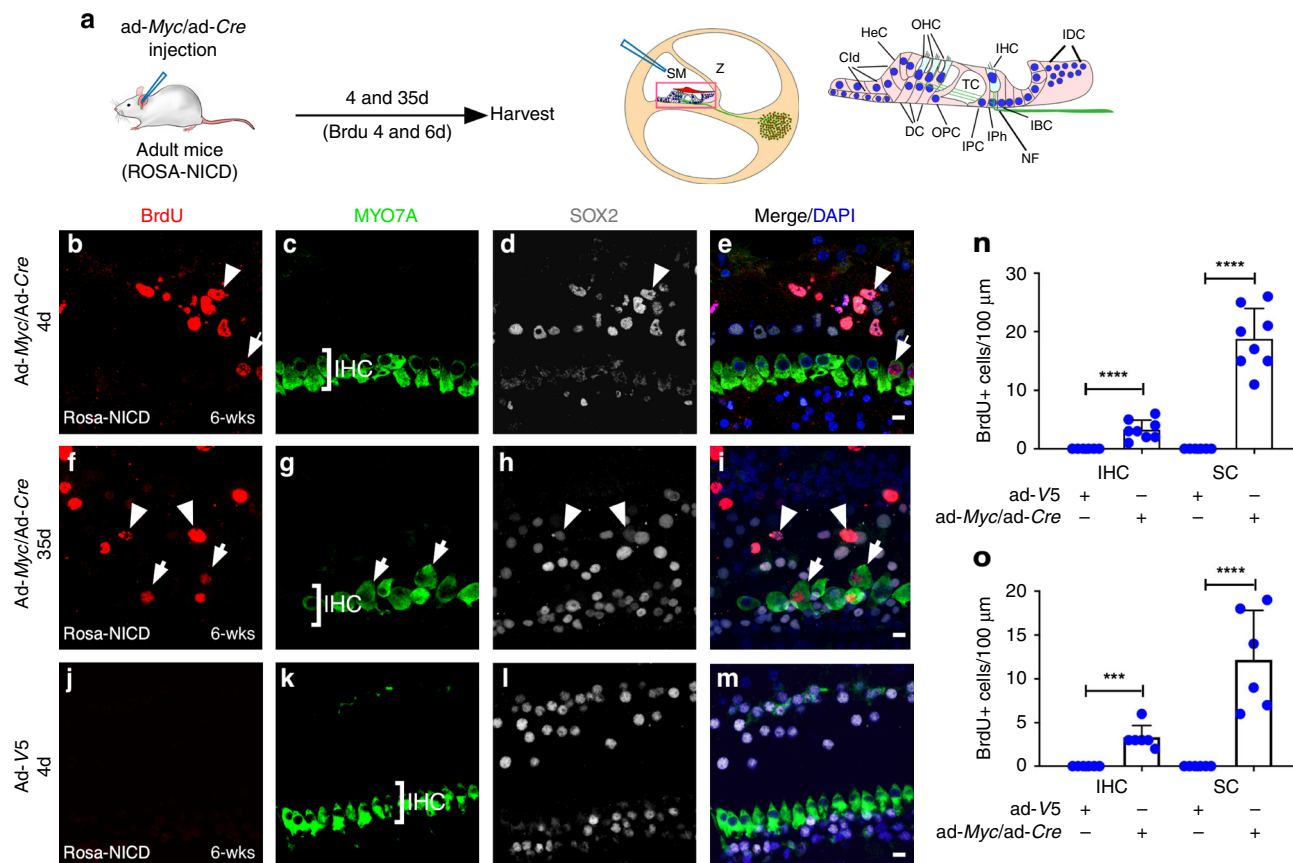 a
ad-Myc/ad-Cre
injection
Adult mice
(ROSA-NICD)
4 and 35d
(Brdu 4 and 6d)
Harvest
SM
Z
Cld
HeC
OHC
IHC
IDC
TC
DC
OPC
IPC
IPh
IBC
NF
BrdU
MYO7A
SOX2
Merge/DAPI
Ad-Myc/Ad-Cre
4d
b
Rosa-NICD
6-wks
c
IHC
d
e
Ad-Myc/Ad-Cre
35d
f
Rosa-NICD
6-wks
g
IHC
h
i
Ad-V5
4d
j
Rosa-NICD
6-wks
k
IHC
l
m
n
BrdU+ cells/100 μm
30
20
10
0
****
****
IHC
SC
ad-V5 + − + −
ad-Myc/ad-Cre − + − +
o
BrdU+ cells/100 μm
20
15
10
5
0
***
****
IHC
SC
ad-V5 + − + −
ad-Myc/ad-Cre − + − +